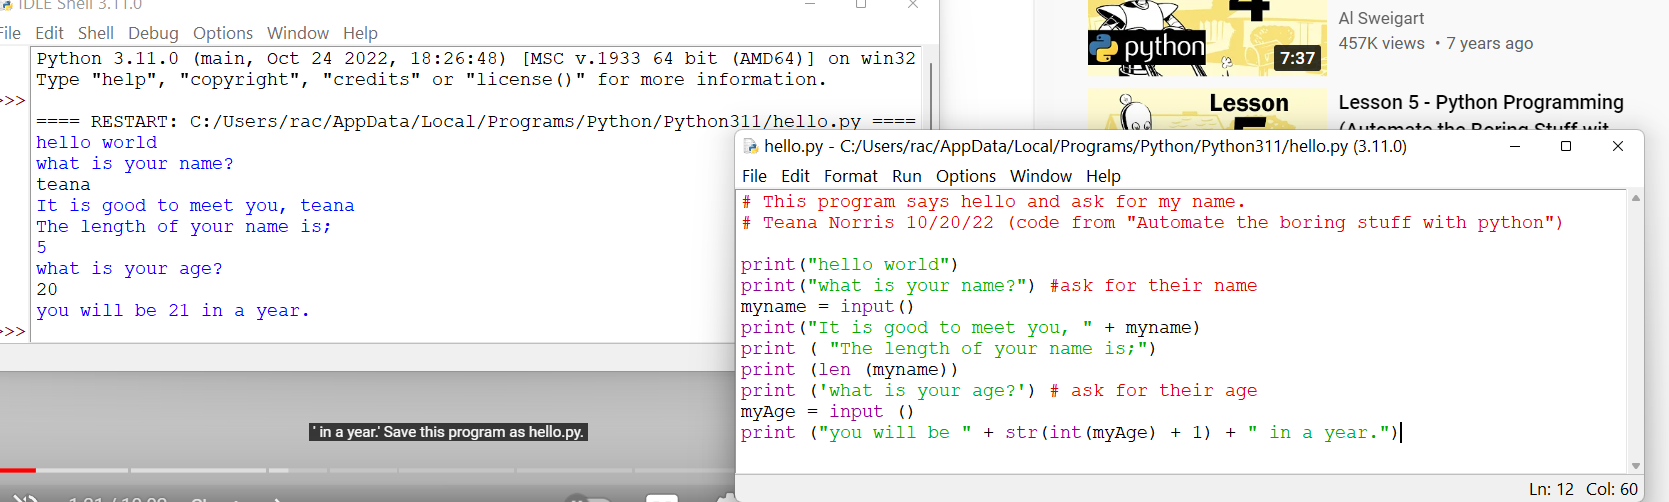 IDLE Shell 3.11.0
File Edit Shell Debug Options Window Help
Python 3.11.0 (main, Oct 24 2022, 18:26:48) [MSC v.1933 64 bit (AMD64)] on win32
Type "help", "copyright", "credits" or "license()" for more information.
>>>
==== RESTART: C:/Users/rac/AppData/Local/Programs/Python/Python311/hello.py ====
hello world
what is your name?
teana
It is good to meet you, teana
The length of your name is;
5
what is your age?
20
you will be 21 in a year.
>>>
' in a year.' Save this program as hello.py.
4
python
7:37
Al Sweigart
457K views • 7 years ago
Lesson
Lesson 5 - Python Programming
(Automate the Boring Stuff wit
hello.py - C:/Users/rac/AppData/Local/Programs/Python/Python311/hello.py (3.11.0)
File Edit Format Run Options Window Help
# This program says hello and ask for my name.
# Teana Norris 10/20/22 (code from "Automate the boring stuff with python")
print("hello world")
print("what is your name?") #ask for their name
myname = input()
print("It is good to meet you, " + myname)
print ( "The length of your name is;")
print (len (myname))
print ('what is your age?') # ask for their age
myAge = input ()
print ("you will be " + str(int(myAge) + 1) + " in a year.")
Ln: 12 Col: 60